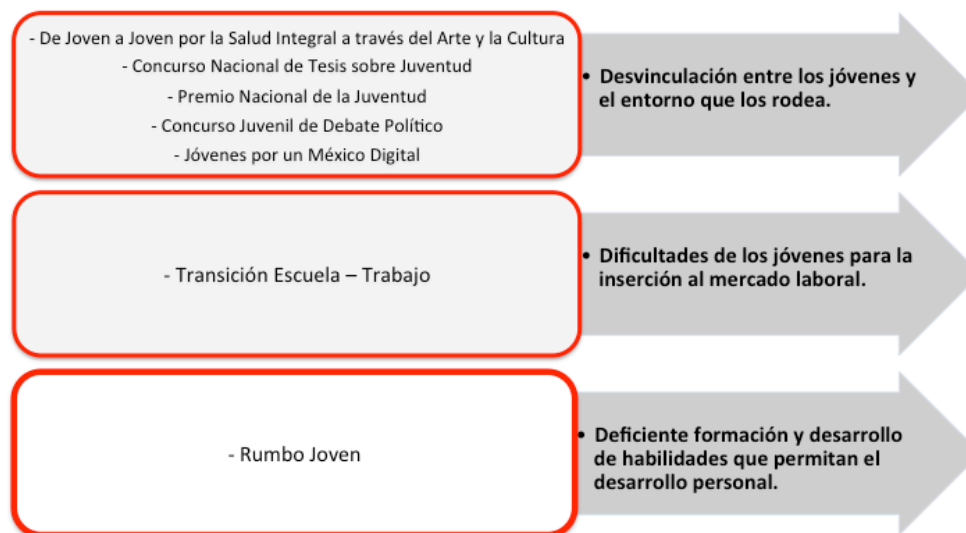 - De Joven a Joven por la Salud Integral a través del Arte y la Cultura
- Concurso Nacional de Tesis sobre Juventud
- Premio Nacional de la Juventud
- Concurso Juvenil de Debate Político
- Jóvenes por un México Digital
• Desvinculación entre los jóvenes y
el entorno que los rodea.
- Transición Escuela – Trabajo
• Dificultades de los jóvenes para la
inserción al mercado laboral.
- Rumbo Joven
• Deficiente formación y desarrollo
de habilidades que permitan el
desarrollo personal.